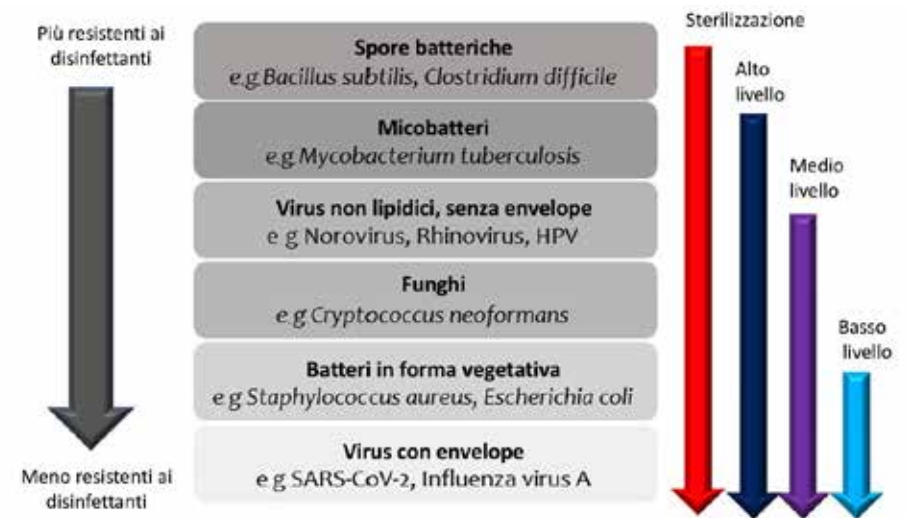 Più resistenti ai
disinfettanti
Spore batteriche
e.g Bacillus subtilis, Clostridium difficile
Micobatteri
e.g Mycobacterium tuberculosis
Virus non lipidici, senza envelope
e g Norovirus, Rhinovirus, HPV
Funghi
e.g Cryptococcus neoformans
Batteri in forma vegetativa
e g Staphylococcus aureus, Escherichia coli
Virus con envelope
e g SARS-CoV-2, Influenza virus A
Meno resistenti ai
disinfettanti
Sterilizzazione
Alto
livello
Medio
livello
Basso
livello